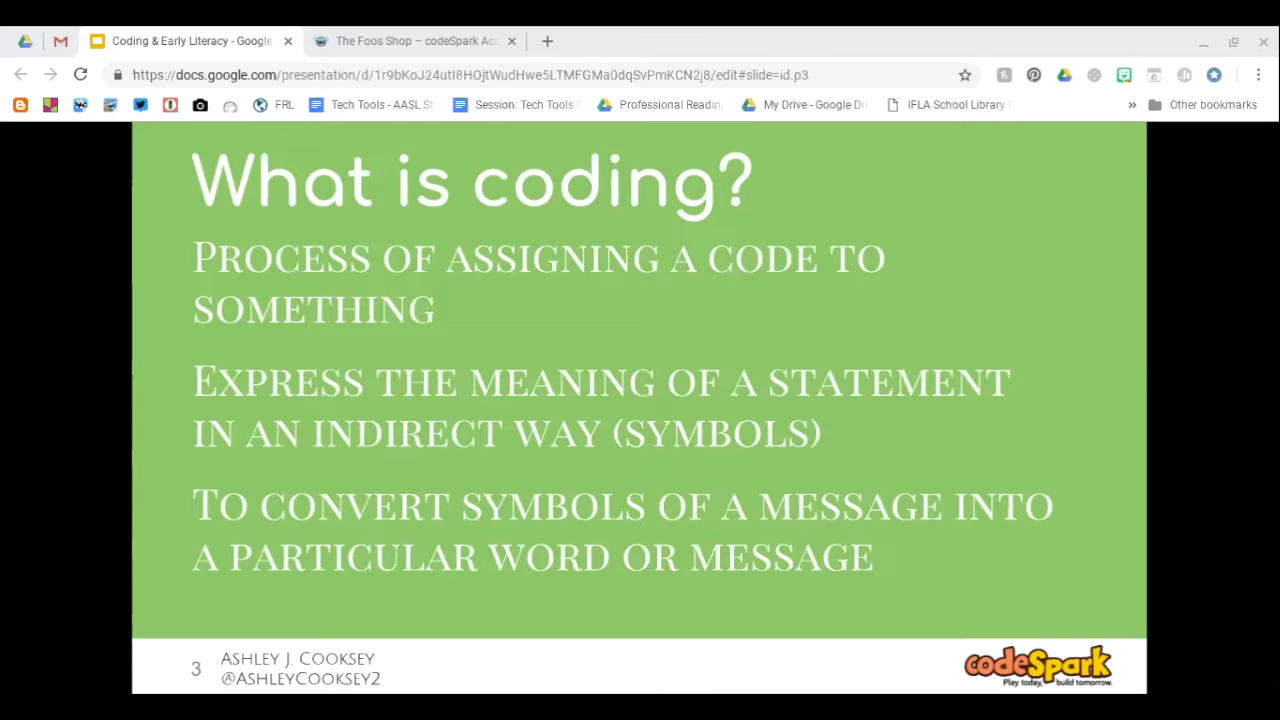 Coding & Early Literacy - Google
The Foos Shop – codeSpark Aca
https://docs.google.com/presentation/d/1r9bKoJ24utI8HOjtWudHwe5LTMFGMa0dqSvPmKCN2j8/edit#slide=id.p3
FRL
Tech Tools - AASL St
Session: Tech Tools f
Professional Reading
My Drive - Google Dri
IFLA School Library
»
Other bookmarks
What is coding?
Process of assigning a code to
something
Express the meaning of a statement
in an indirect way (symbols)
To convert symbols of a message into
a particular word or message
3
Ashley J. Cooksey
@AshleyCooksey2
codeSpark
Play today, build tomorrow.